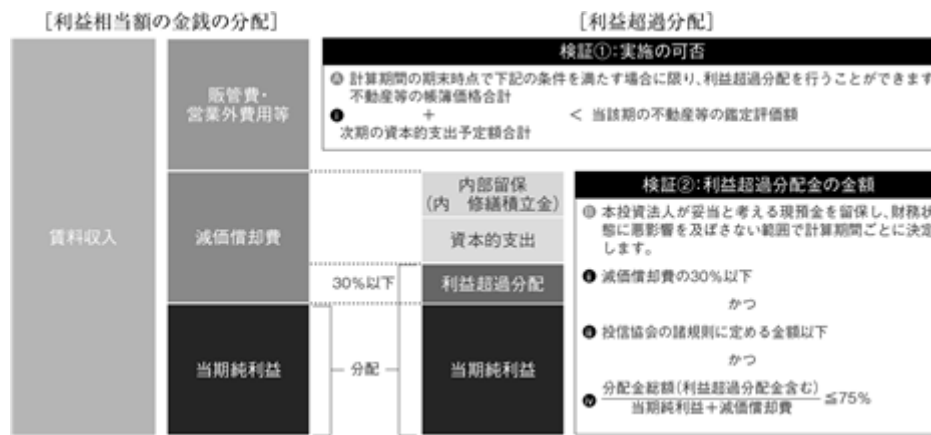 [利益相当額の金銭の分配]
[利益超過分配]
賃料収入
販管費・
営業外費用等
減価償却費
当期純利益
検証①:実施の可否
計算期間の期末時点で下記の条件を満たす場合に限り、利益超過分配を行うことができます
不動産等の帳簿価格合計
+
< 当該期の不動産等の鑑定評価額
次期の資本的支出予定額合計
内部留保
(内 修繕積立金)
資本的支出
30%以下
利益超過分配
分配
当期純利益
検証②:利益超過分配金の金額
本投資法人が妥当と考える現預金を留保し、財務状
態に悪影響を及ぼさない範囲で計算期間ごとに決定
します。
減価償却費の30%以下
かつ
投信協会の諸規則に定める金額以下
かつ
分配金総額(利益超過分配金含む)
当期純利益+減価償却費
≦75%